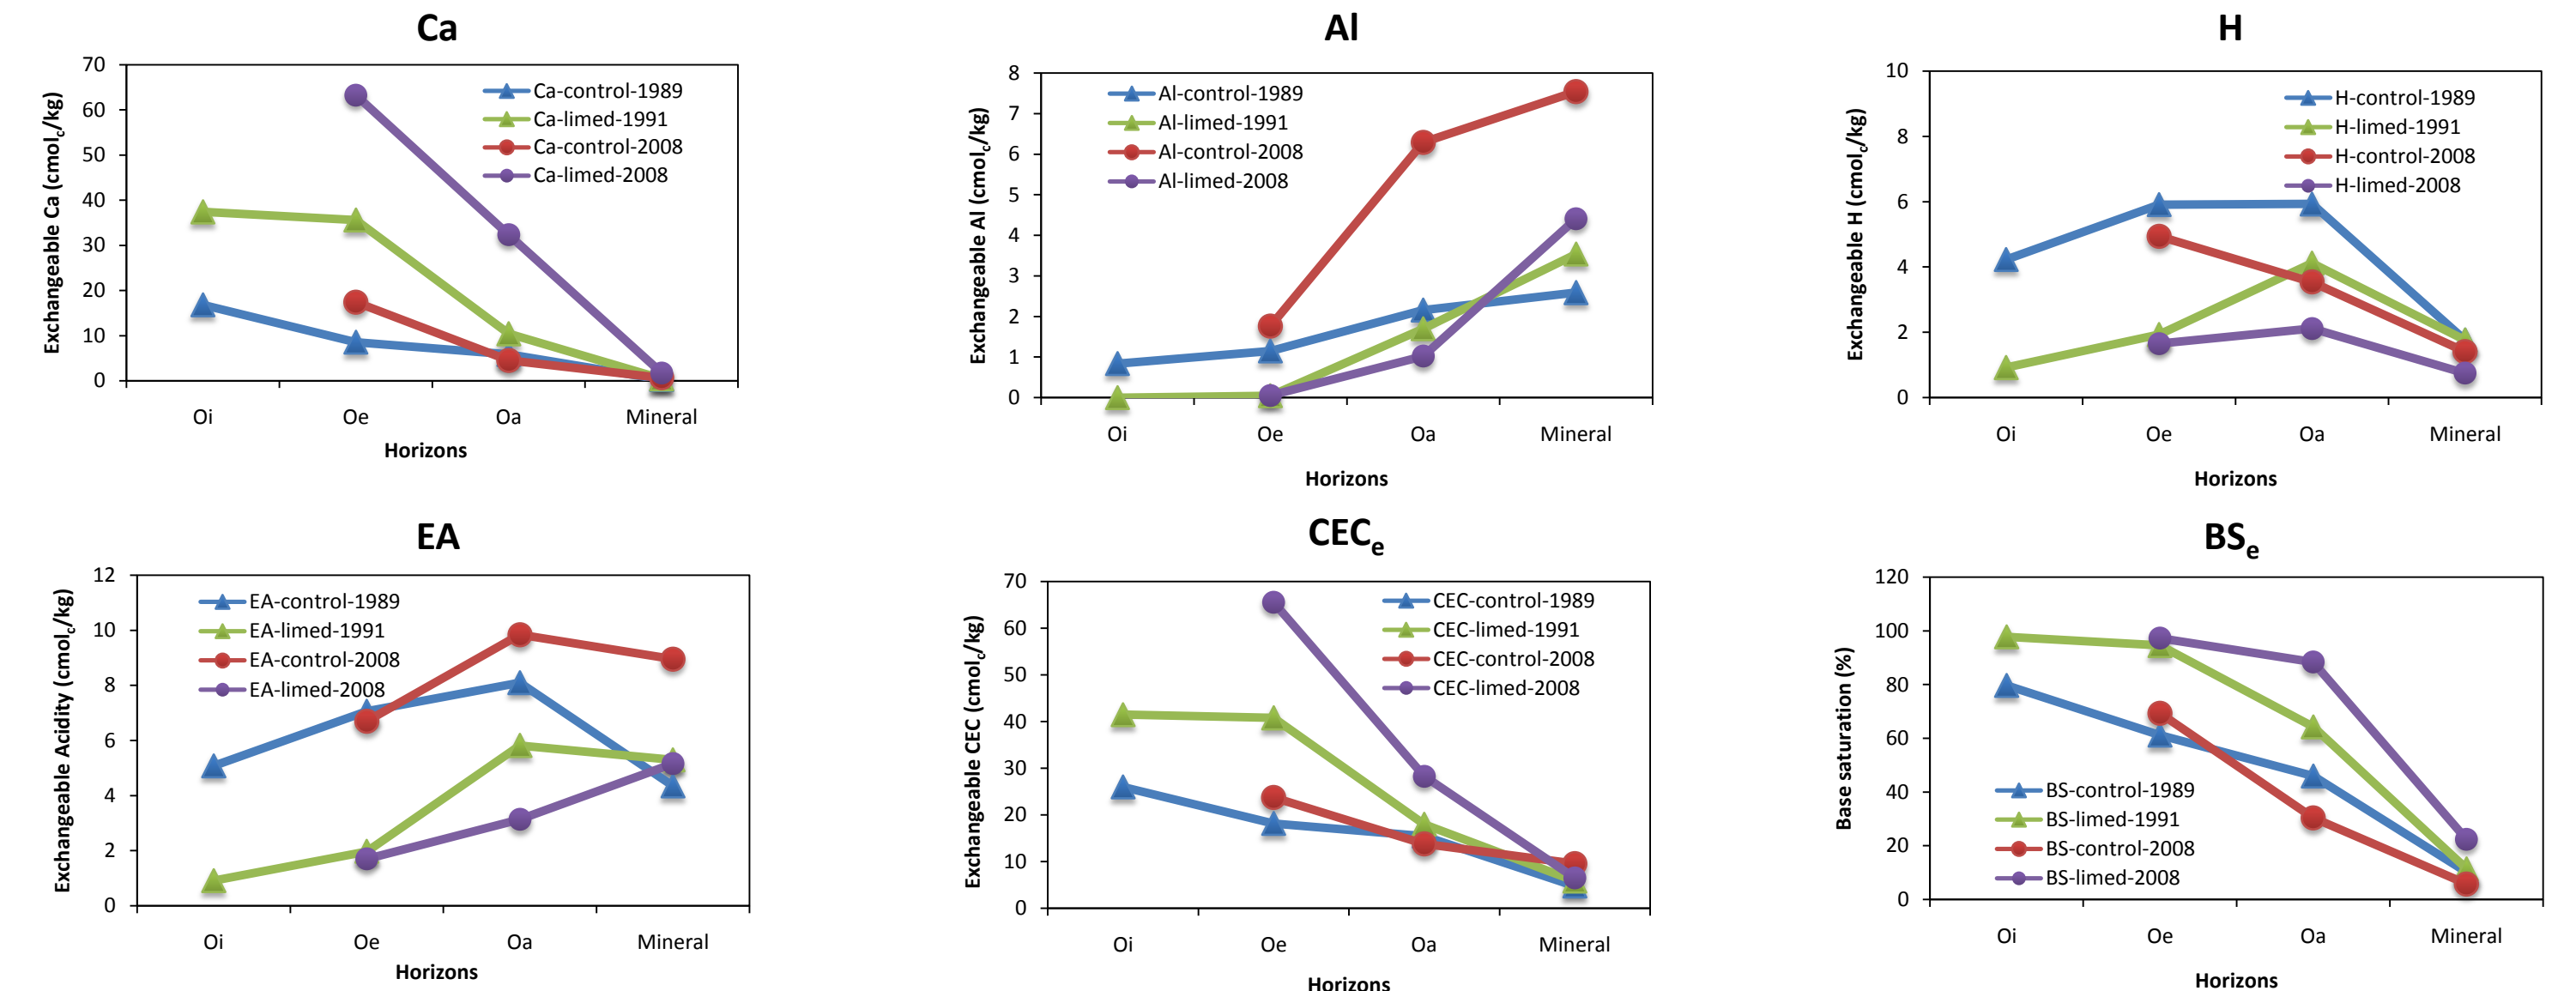 Ca
Exchangeable Ca (cmolc/kg)
70
60
50
40
30
20
10
0
Ca-control-1989
Ca-limed-1991
Ca-control-2008
Ca-limed-2008
Oi Oe Oa Mineral
Horizons
Al
Exchangeable Al (cmolc/kg)
8
7
6
5
4
3
2
1
0
Al-control-1989
Al-limed-1991
Al-control-2008
Al-limed-2008
Oi Oe Oa Mineral
Horizons
H
Exchangeable H (cmolc/kg)
10
8
6
4
2
0
H-control-1989
H-limed-1991
H-control-2008
H-limed-2008
Oi Oe Oa Mineral
Horizons
EA
Exchangeable Acidity (cmolc/kg)
12
10
8
6
4
2
0
EA-control-1989
EA-limed-1991
EA-control-2008
EA-limed-2008
Oi Oe Oa Mineral
Horizons
CECe
Exchangeable CEC (cmolc/kg)
70
60
50
40
30
20
10
0
CEC-control-1989
CEC-limed-1991
CEC-control-2008
CEC-limed-2008
Oi Oe Oa Mineral
Horizons
BSe
Base saturation (%)
120
100
80
60
40
20
0
BS-control-1989
BS-limed-1991
BS-control-2008
BS-limed-2008
Oi Oe Oa Mineral
Horizons